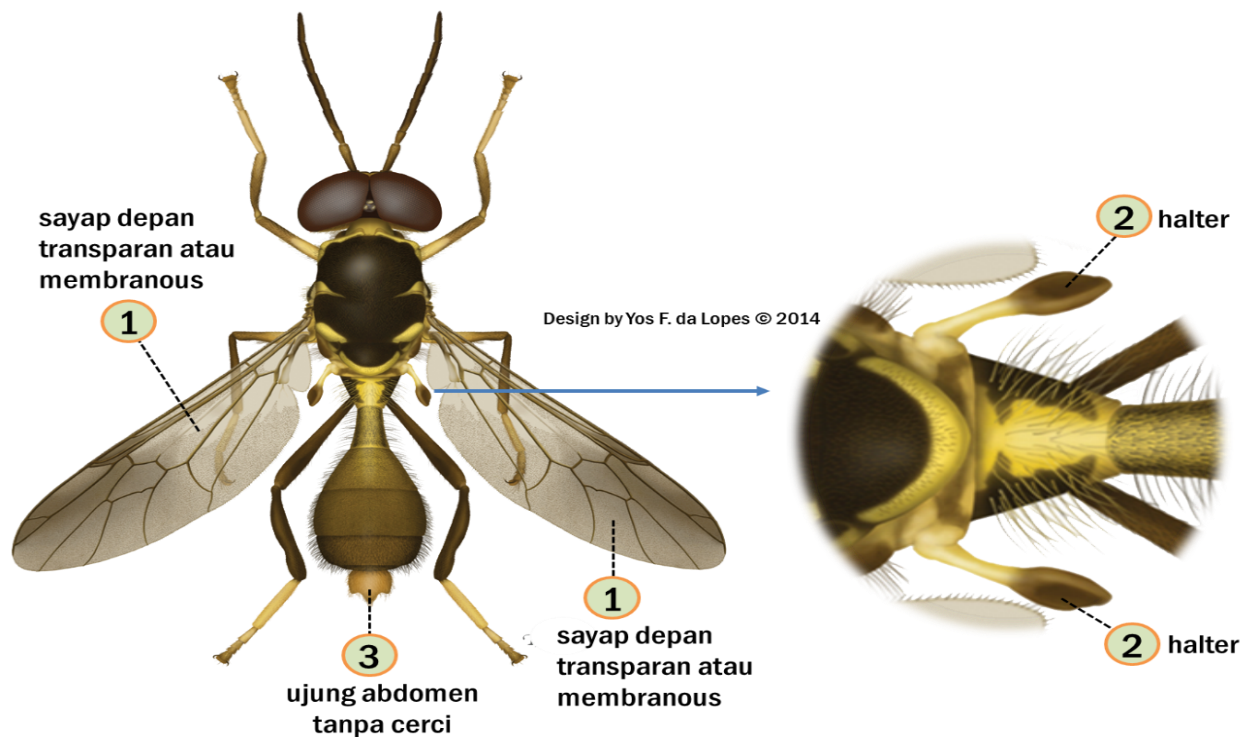 sayap depan
transparan atau
membranous
1
2 halter
Design by Yos F. da Lopes © 2014
1
sayap depan
transparan atau
membranous
3
ujung abdomen
tanpa cerci
2 halter